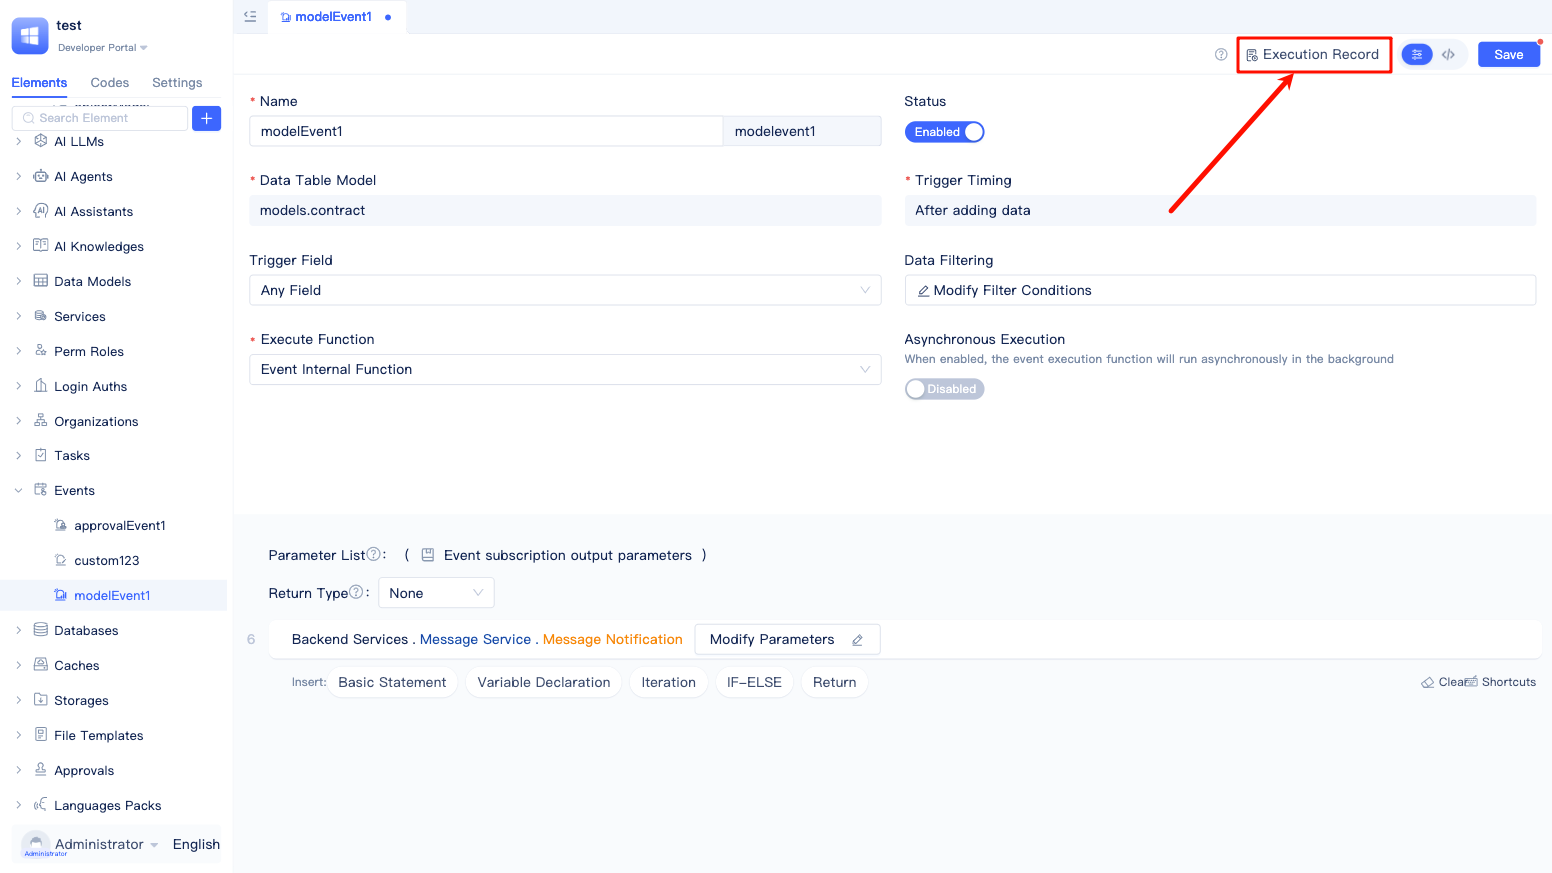 test
Developer Portal
Elements
Codes
Settings
Search Element
AI LLMs
AI Agents
AI Assistants
AI Knowledges
Data Models
Services
Perm Roles
Login Auths
Organizations
Tasks
Events
approvalEvent1
custom123
modelEvent1
Databases
Caches
Storages
File Templates
Approvals
Languages Packs
Administrator
Administrator
English
modelEvent1
Execution Record
Save
* Name
Status
modelEvent1
modelevent1
Enabled
* Data Table Model
* Trigger Timing
models.contract
After adding data
Trigger Field
Data Filtering
Any Field
Modify Filter Conditions
* Execute Function
Asynchronous Execution
When enabled, the event execution function will run asynchronously in the background
Event Internal Function
Disabled
Parameter List ? : ( Event subscription output parameters )
Return Type ? : None
6 Backend Services . Message Service . Message Notification Modify Parameters
Insert: Basic Statement Variable Declaration Iteration IF-ELSE Return
Clear Shortcuts